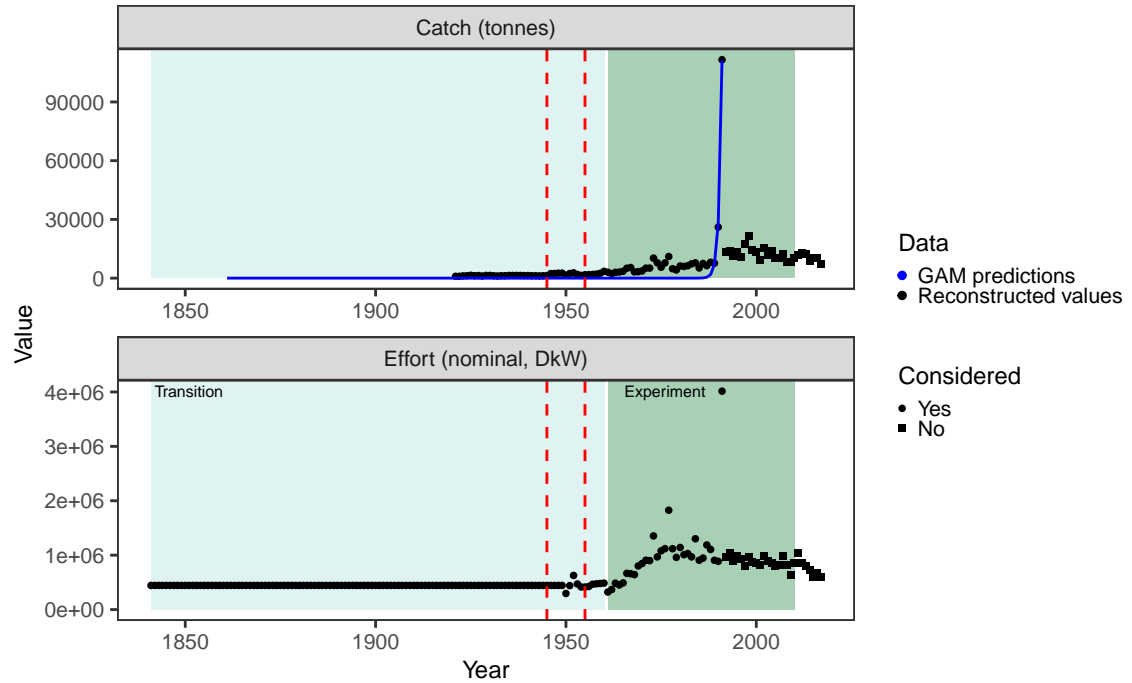 Catch (tonnes)
90000
60000
30000
0
1850 1900 1950 2000
Value
Effort (nominal, DkW)
Transition
Experiment
4e+06
3e+06
2e+06
1e+06
0e+00
1850 1900 1950 2000
Year
Data
GAM predictions
Reconstructed values
Considered
Yes
No